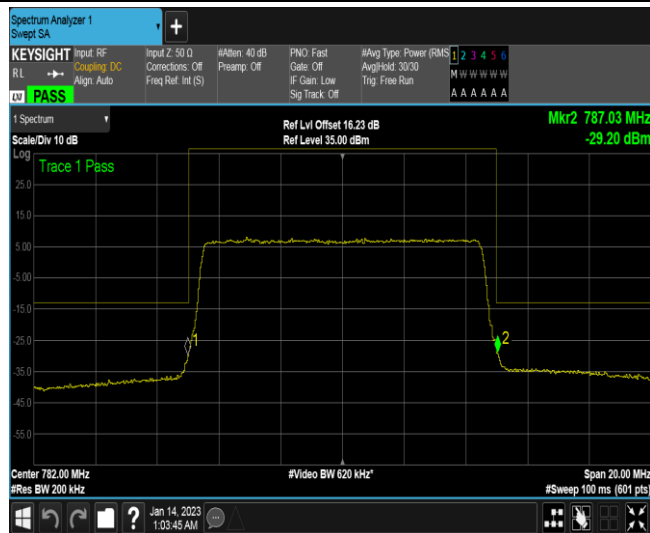 Spectrum Analyzer 1
Swept SA
+
KEYSIGHT
RL
LXI PASS
Input: RF
Coupling: DC
Align: Auto
Input Z: 50 Ω
Corrections: Off
Freq Ref: Int (S)
#Atten: 40 dB
Preamp: Off
PNO: Fast
Gate: Off
IF Gain: Low
Sig Track: Off
#Avg Type: Power (RMS
Avg|Hold: 30/30
Trig: Free Run
1 2 3 4 5 6
M W W W W W
A A A A A A
1 Spectrum
Scale/Div 10 dB
Ref Lvl Offset 16.23 dB
Ref Level 35.00 dBm
Mkr2 787.03 MHz
-29.20 dBm
Log
Trace 1 Pass
25.0
15.0
5.00
-5.00
-15.0
-25.0
-35.0
-45.0
-55.0
1
2
Center 782.00 MHz
#Res BW 200 kHz
#Video BW 620 kHz*
Span 20.00 MHz
#Sweep 100 ms (601 pts)
?
Jan 14, 2023
1:03:45 AM